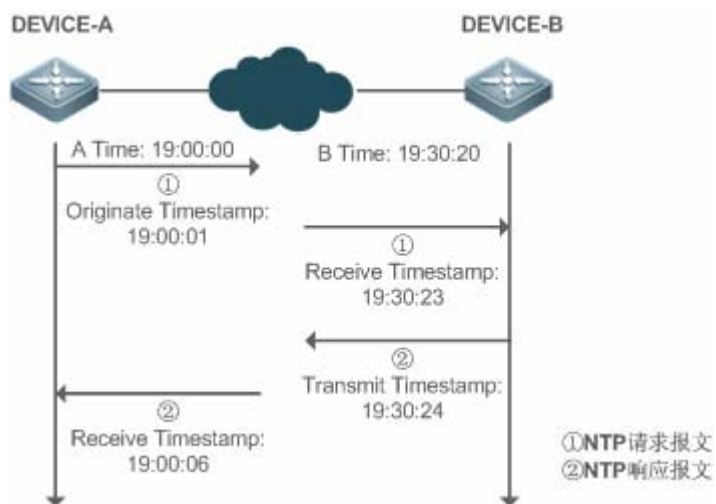 DEVICE-A
DEVICE-B
A Time: 19:00:00
B Time: 19:30:20
①
Originate Timestamp:
19:00:01
①
Receive Timestamp:
19:30:23
②
Transmit Timestamp:
19:30:24
②
Receive Timestamp:
19:00:06
①NTP请求报文
②NTP响应报文